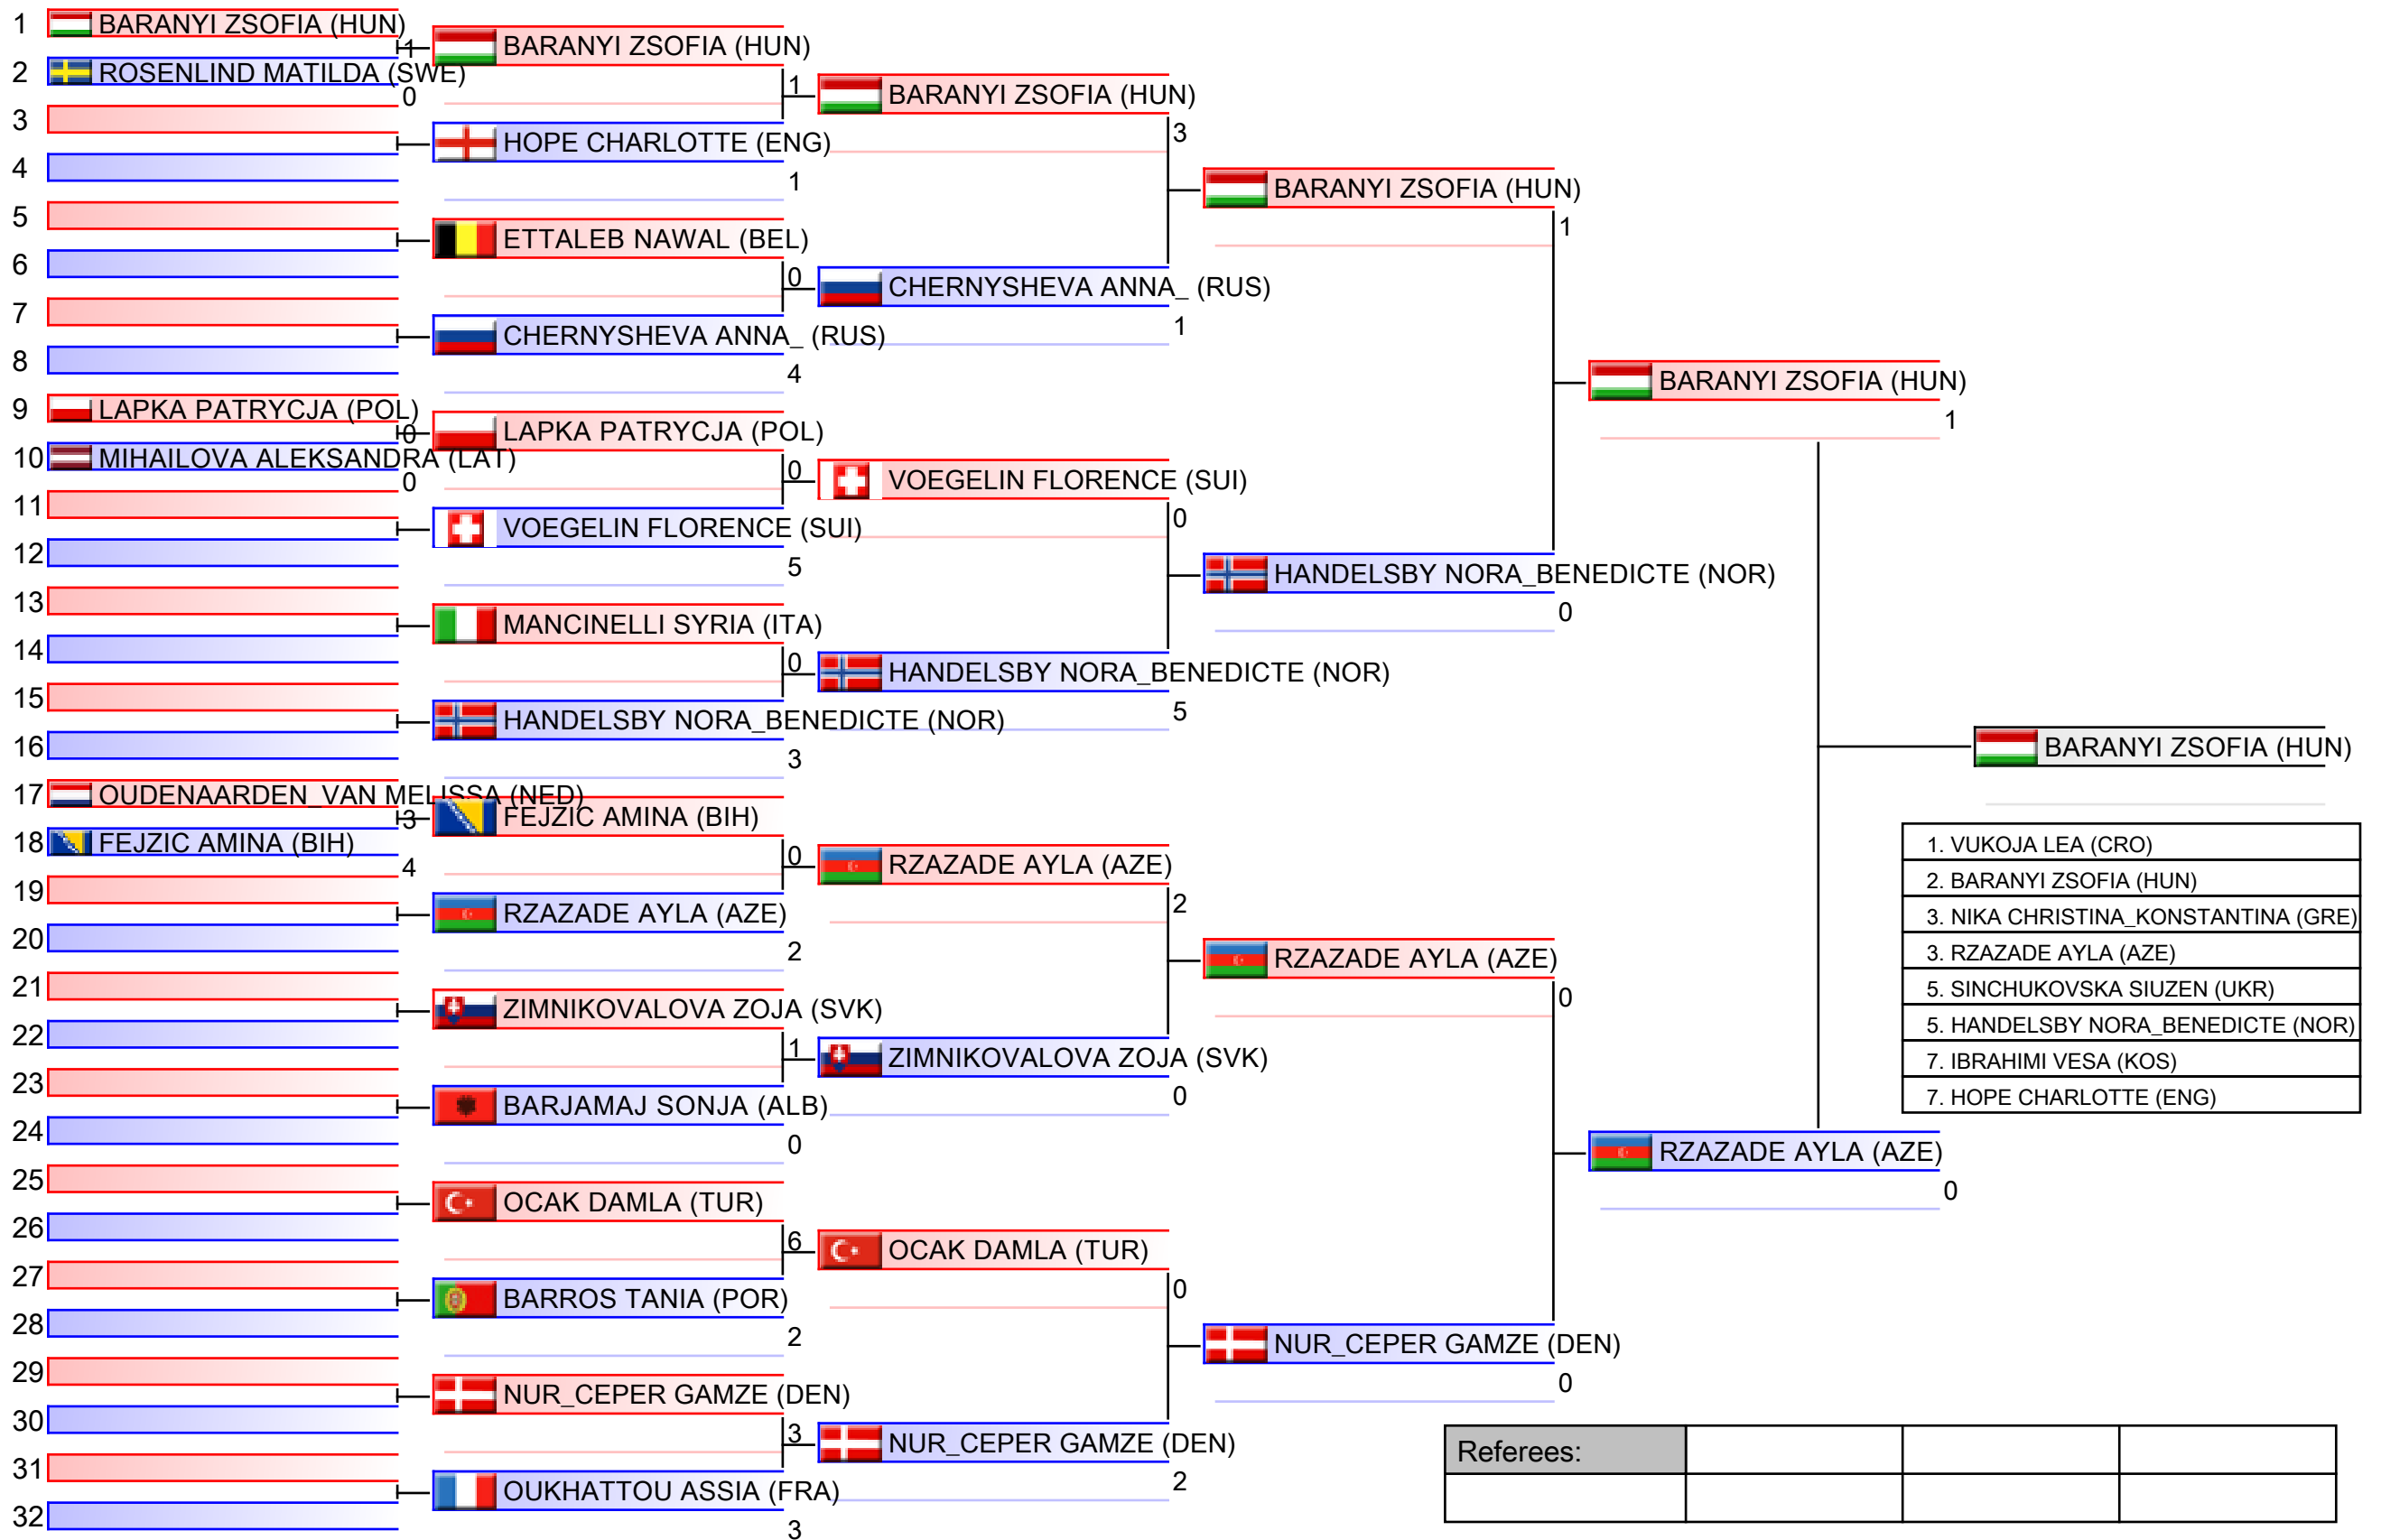 1 BARANYI ZSOFIA (HUN)
1
2 ROSENLIND MATILDA (SWE)
0
3
4
5
6
7
8
9 LAPKA PATRYCJA (POL)
0
10 MIHAILOVA ALEKSANDRA (LAT)
0
11
12
13
14
15
16
17 OUDENAARDEN_VAN MELISSA (NED)
3
18 FEJZIC AMINA (BIH)
4
19
20
21
22
23
24
25
26
27
28
29
30
31
32
BARANYI ZSOFIA (HUN)
1
HOPE CHARLOTTE (ENG)
1
ETTALEB NAWAL (BEL)
0
CHERNYSHEVA ANNA_ (RUS)
4
LAPKA PATRYCJA (POL)
0
VOEGELIN FLORENCE (SUI)
5
MANCINELLI SYRIA (ITA)
0
HANDELSBY NORA_BENEDICTE (NOR)
3
FEJZIC AMINA (BIH)
0
RZAZADE AYLA (AZE)
2
ZIMNIKOVALOVA ZOJA (SVK)
1
BARJAMAJ SONJA (ALB)
0
OCAK DAMLA (TUR)
6
BARROS TANIA (POR)
2
NUR_CEPER GAMZE (DEN)
3
OUKHATTOU ASSIA (FRA)
3
BARANYI ZSOFIA (HUN)
3
CHERNYSHEVA ANNA_ (RUS)
1
VOEGELIN FLORENCE (SUI)
0
HANDELSBY NORA_BENEDICTE (NOR)
5
RZAZADE AYLA (AZE)
2
ZIMNIKOVALOVA ZOJA (SVK)
0
OCAK DAMLA (TUR)
0
NUR_CEPER GAMZE (DEN)
2
BARANYI ZSOFIA (HUN)
1
HANDELSBY NORA_BENEDICTE (NOR)
0
RZAZADE AYLA (AZE)
0
NUR_CEPER GAMZE (DEN)
0
BARANYI ZSOFIA (HUN)
1
RZAZADE AYLA (AZE)
0
BARANYI ZSOFIA (HUN)
1. VUKOJA LEA (CRO)
2. BARANYI ZSOFIA (HUN)
3. NIKA CHRISTINA_KONSTANTINA (GRE)
3. RZAZADE AYLA (AZE)
5. SINCHUKOVSKA SIUZEN (UKR)
5. HANDELSBY NORA_BENEDICTE (NOR)
7. IBRAHIMI VESA (KOS)
7. HOPE CHARLOTTE (ENG)
Referees: